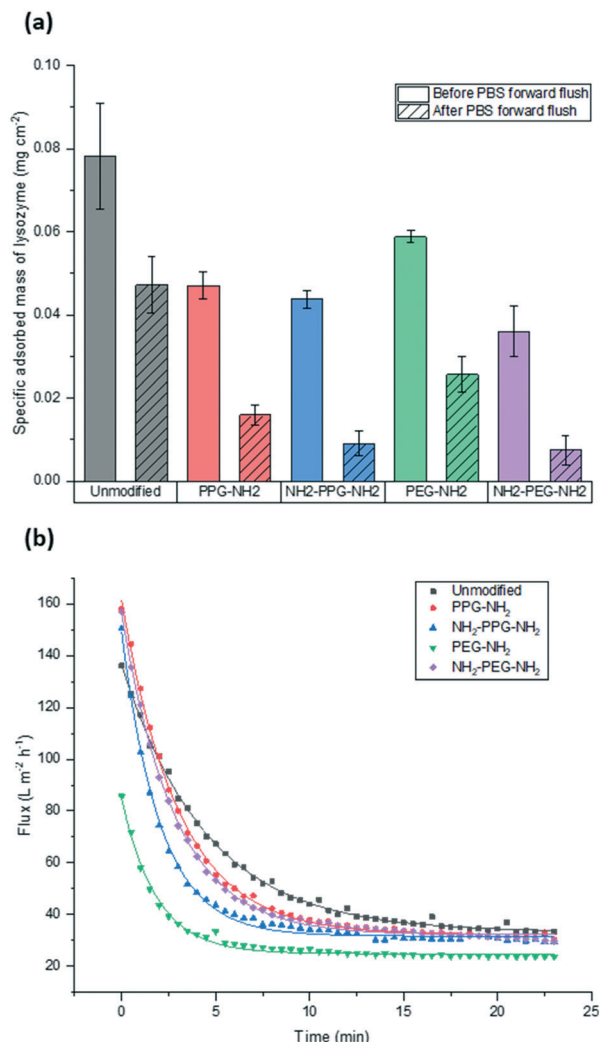 (a)
0.10
0.08
0.06
0.04
0.02
0.00
Specific adsorbed mass of lysozyme (mg cm⁻²)
Before PBS forward flush
After PBS forward flush
Unmodified PPG-NH2 NH2-PPG-NH2 PEG-NH2 NH2-PEG-NH2
(b)
160
140
120
100
80
60
40
20
Flux (L m⁻² h⁻¹)
Unmodified
PPG-NH₂
NH₂-PPG-NH₂
PEG-NH₂
NH₂-PEG-NH₂
0 5 10 15 20 25
Time (min)